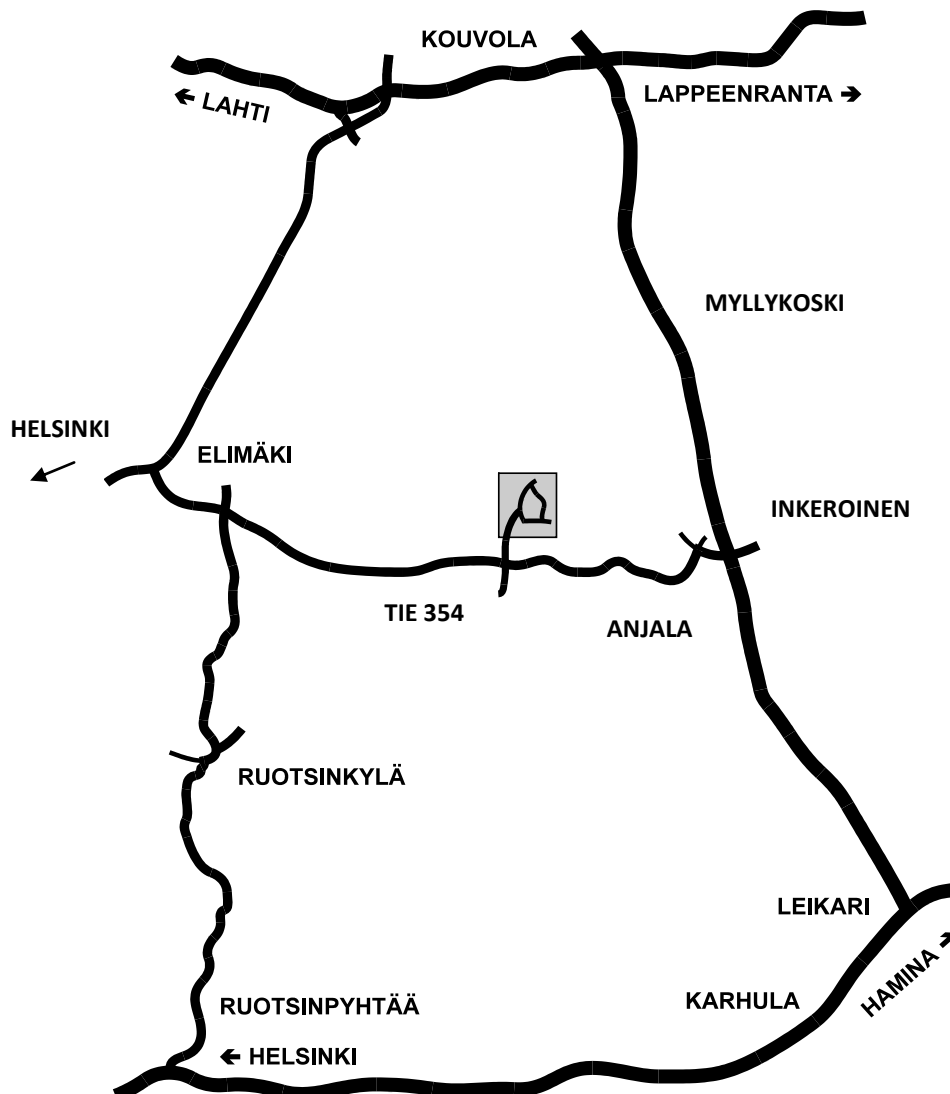 KOUVOLA
← LAHTI
LAPPEENRANTA →
MYLLYKOSKI
HELSINKI
ELIMÄKI
INKEROINEN
TIE 354
ANJALA
RUOTSINKYLÄ
LEIKARI
HAMINA →
KARHULA
RUOTSINPYHTÄÄ
← HELSINKI